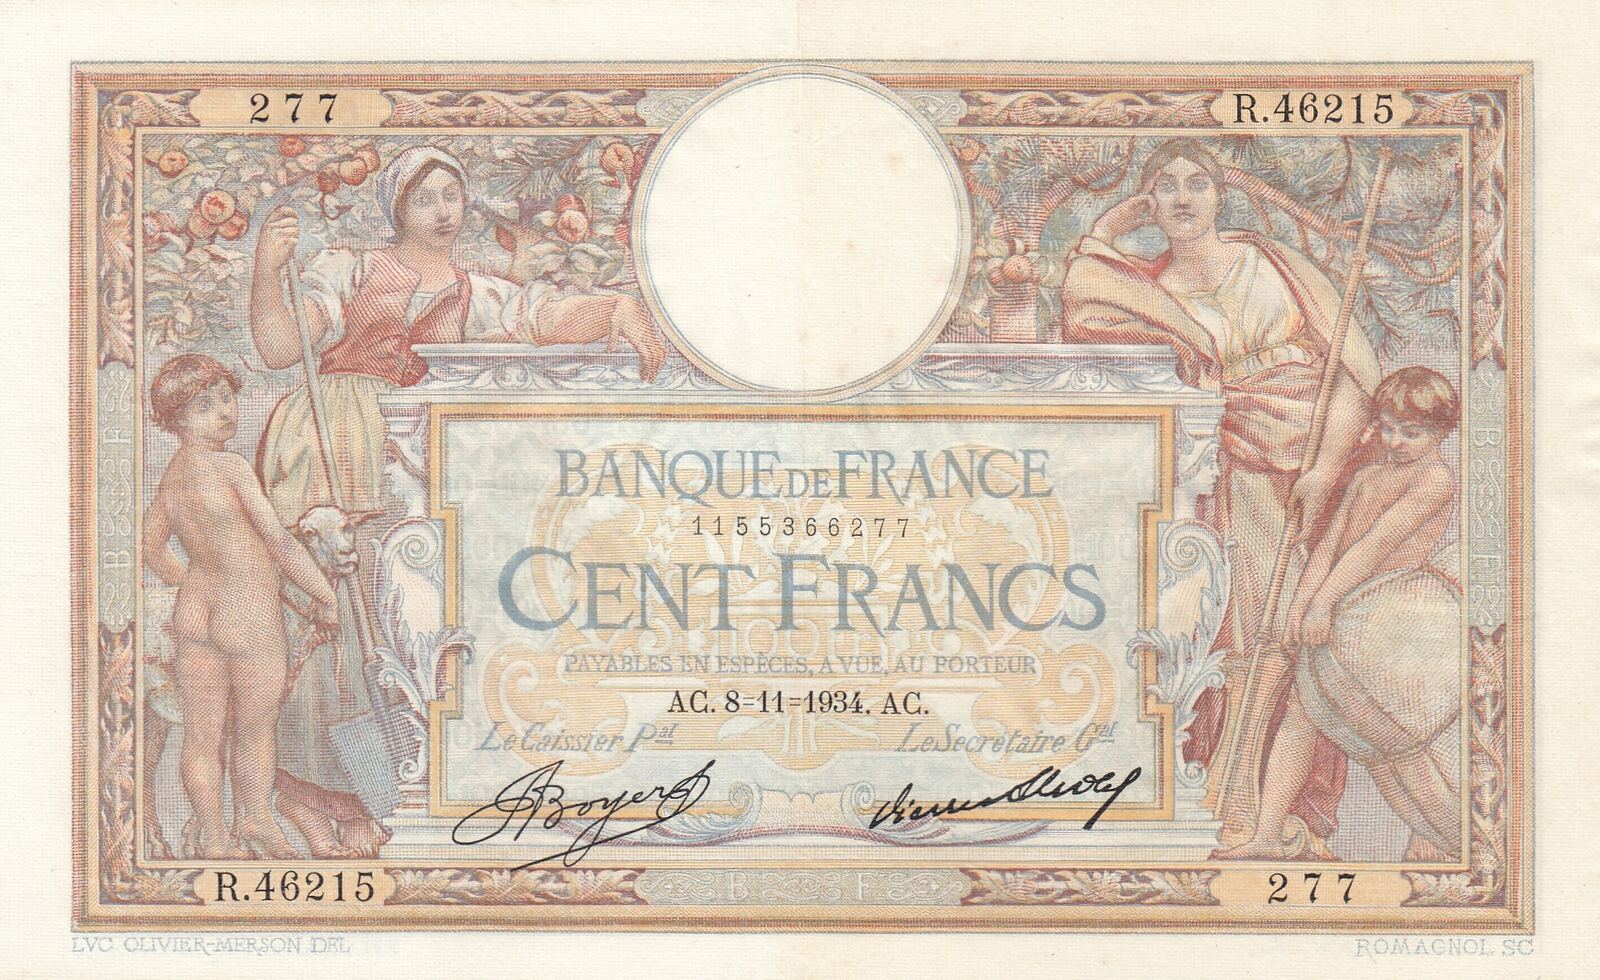 277 R.46215
BANQUE DE FRANCE
1155366277
CENT FRANCS
PAYABLES EN ESPÈCES, A VUE, AU PORTEUR
AC. 8=11=1934. AC.
Le Caissier Pal Le Secrétaire Gral
Boyer
R.46215 B F 277
B F
B F
LVC. OLIVIER-MERSON DEL ROMAGNOL SC